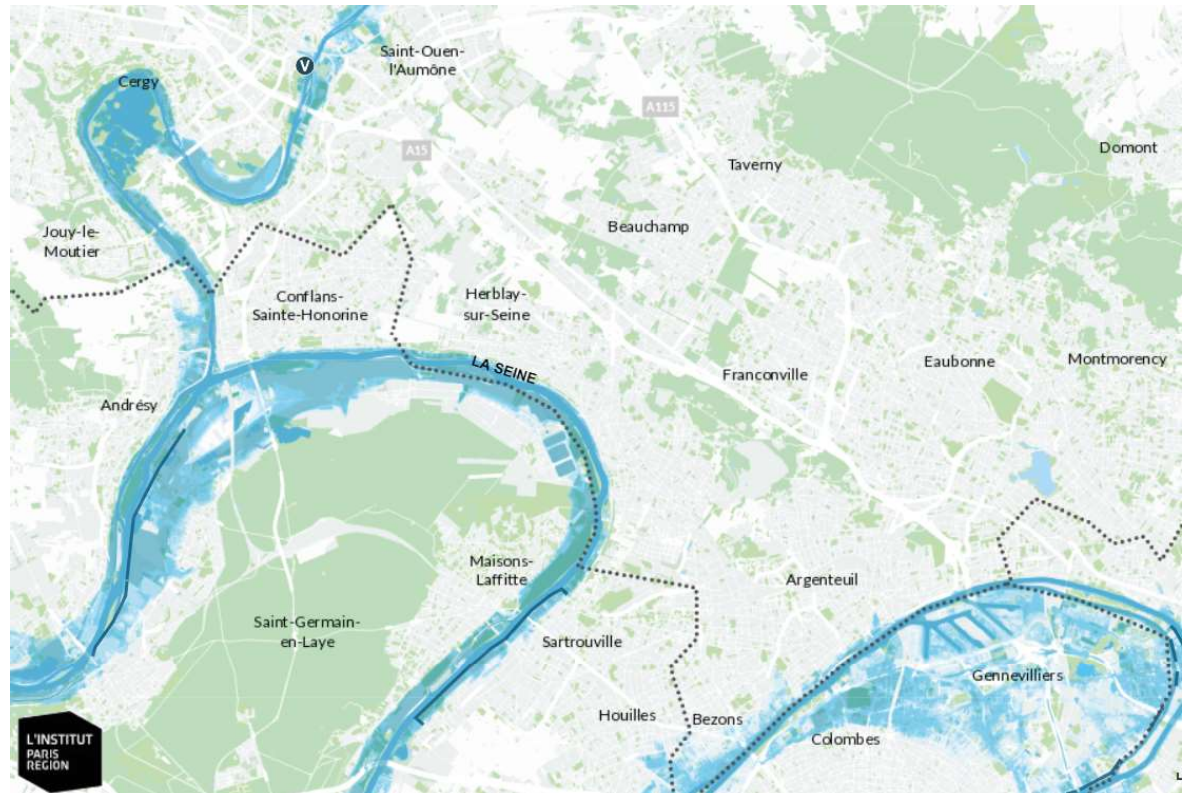 Saint-Ouen-
l'Aumône
V
Cergy
A115
A15
Domont
Taverny
Beauchamp
Jouy-le-
Moutier
Conflans-
Sainte-Honorine
Herblay-
sur-Seine
LA SEINE
Eaubonne
Montmorency
Franconville
Andrésy
Maisons-
Laffitte
Argenteuil
Saint-Germain-
en-Laye
Sartrouville
Gennevilliers
Houilles
Bezons
Colombes
L'INSTITUT
PARIS
REGION
L